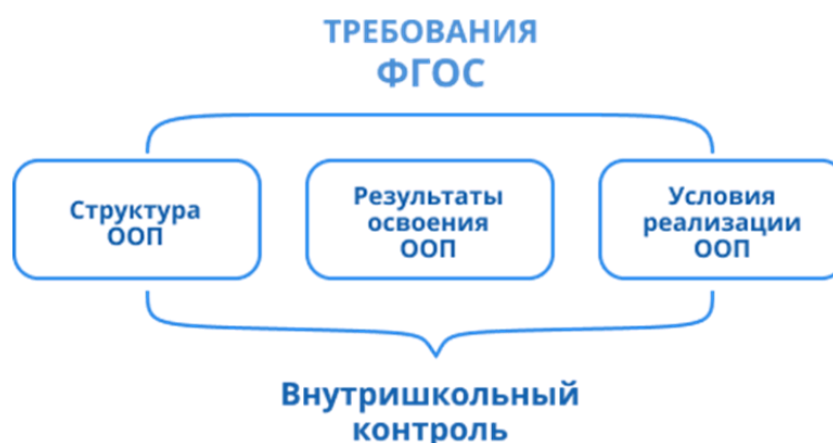 ТРЕБОВАНИЯ
ФГОС
Структура
ООП
Результаты
освоения
ООП
Условия
реализации
ООП
Внутришкольный
контроль